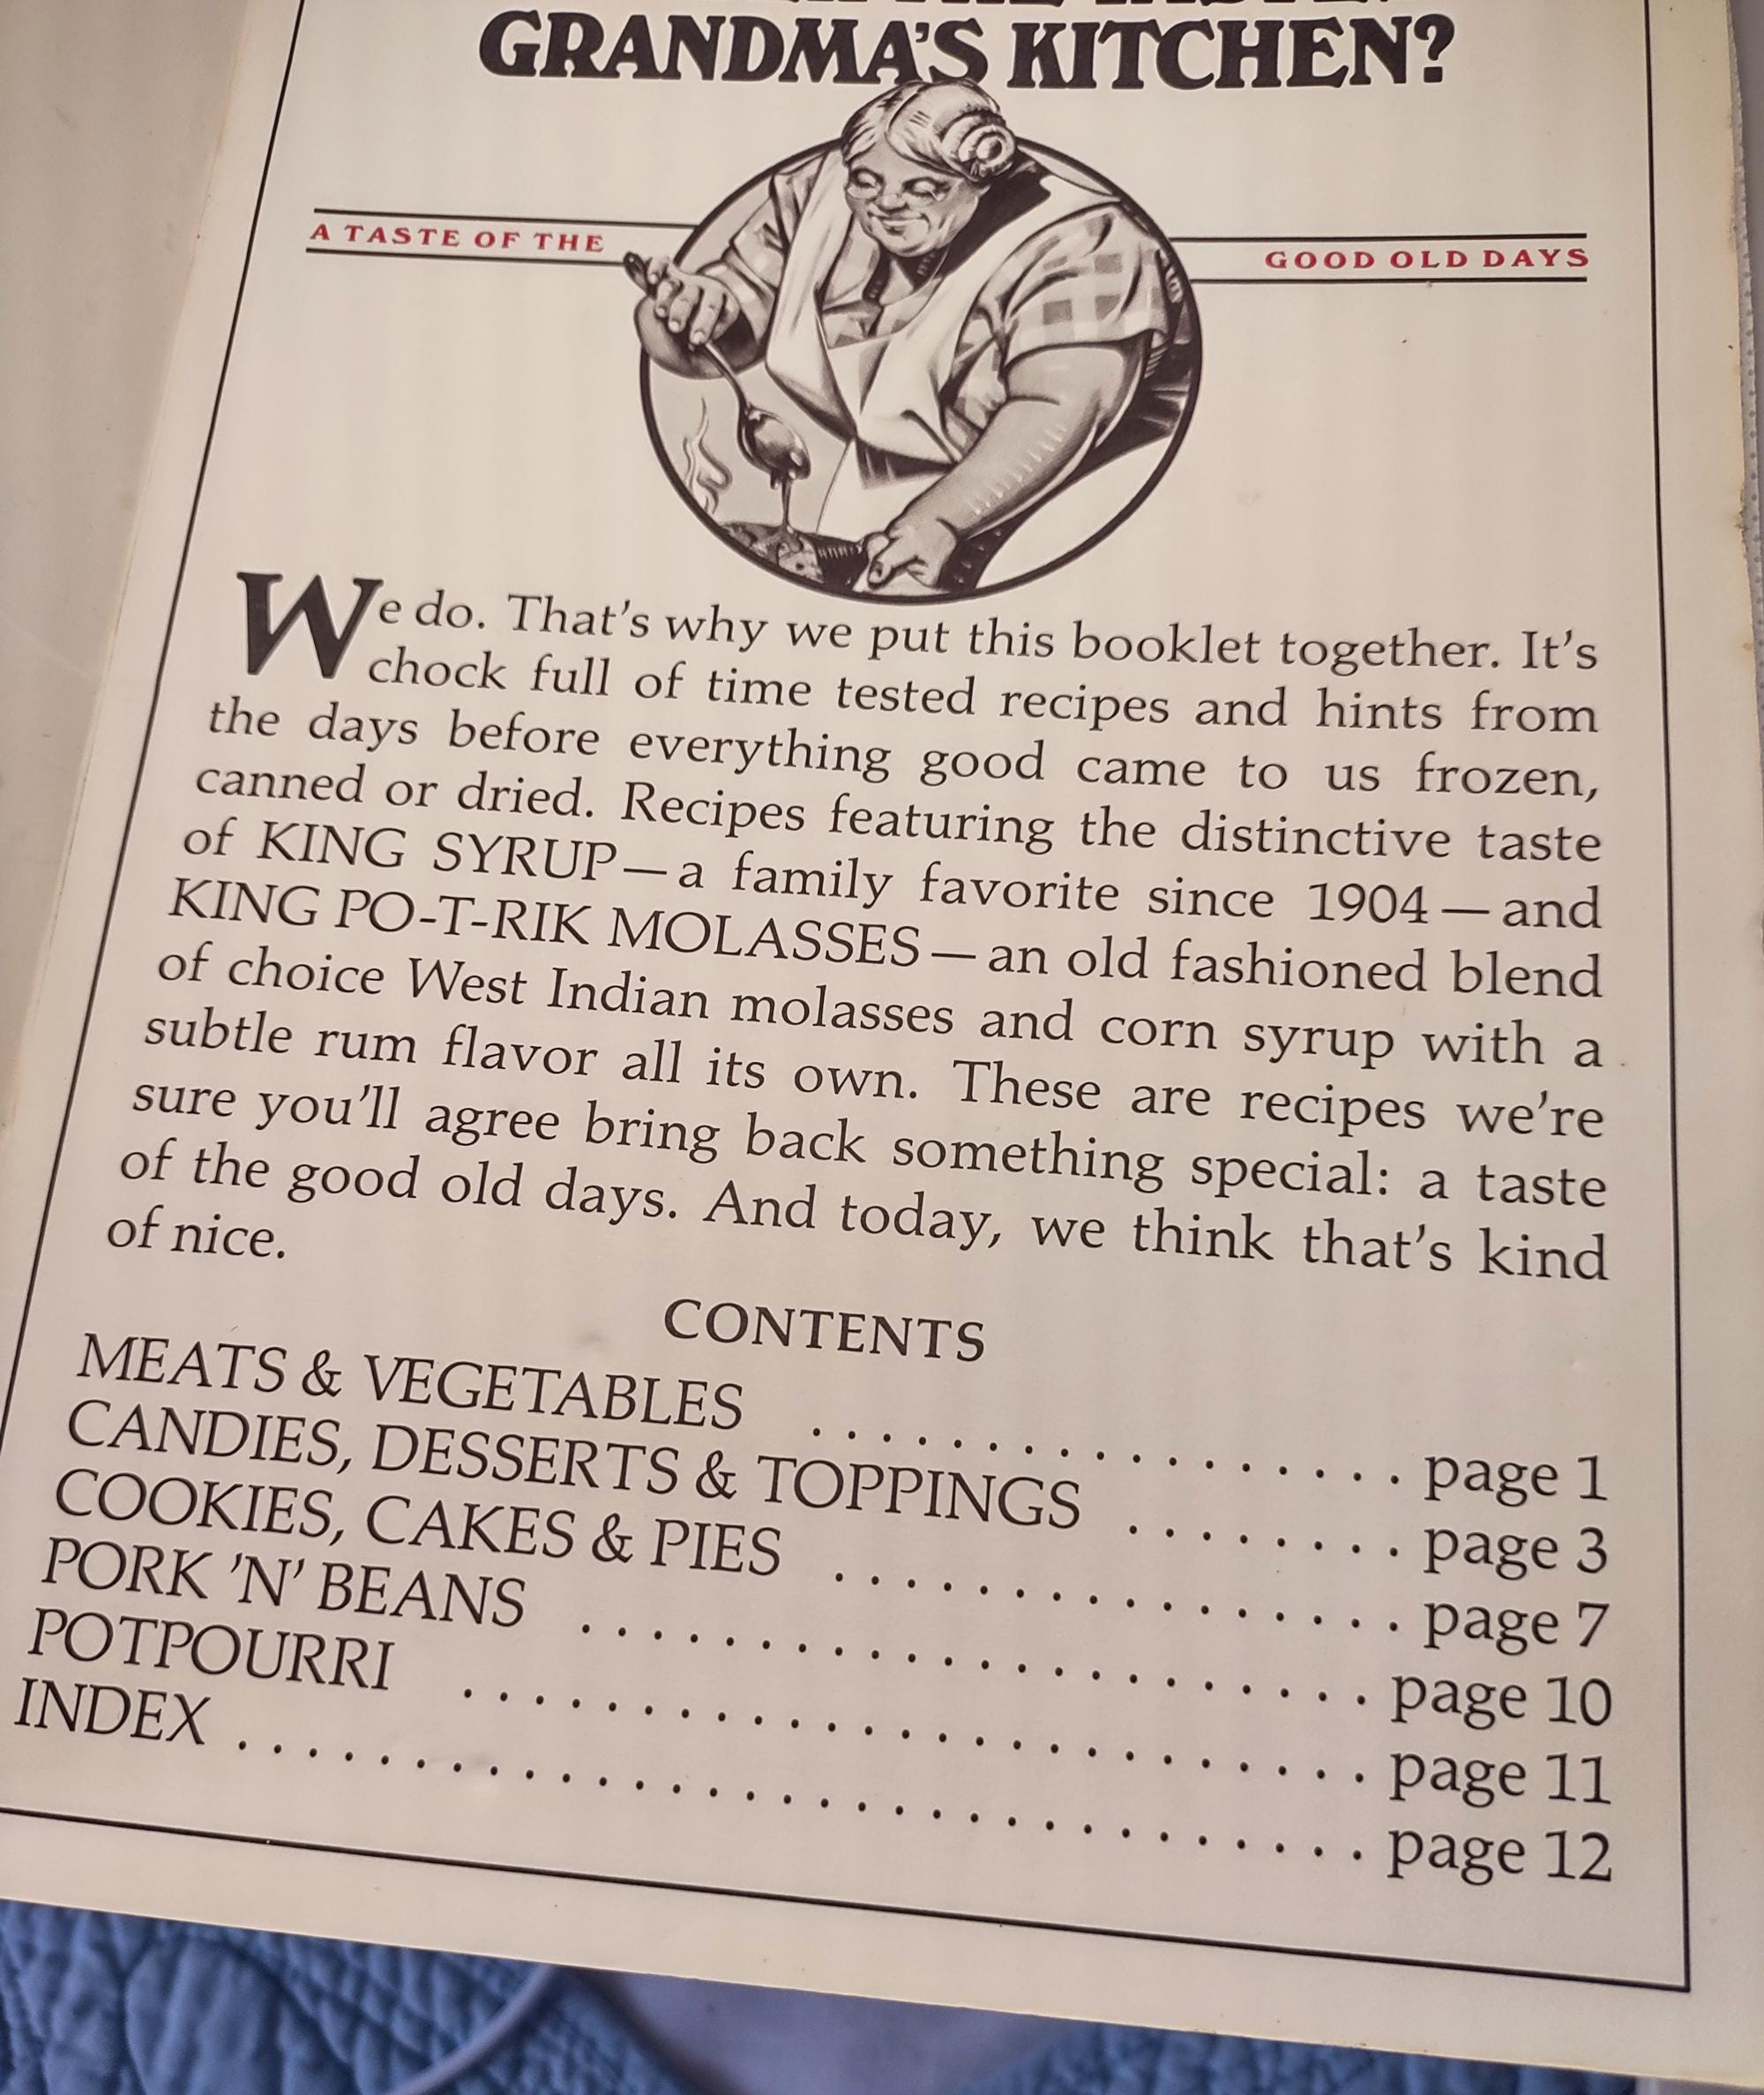 GRANDMA'S KITCHEN?
A TASTE OF THE
GOOD OLD DAYS
We do. That's why we put this booklet together. It's
chock full of time tested recipes and hints from
the days before everything good came to us frozen,
canned or dried. Recipes featuring the distinctive taste
of KING SYRUP—a family favorite since 1904—and
KING PO-T-RIK MOLASSES—an old fashioned blend
of choice West Indian molasses and corn syrup with a
subtle rum flavor all its own. These are recipes we're
sure you'll agree bring back something special: a taste
of the good old days. And today, we think that's kind
of nice.
CONTENTS
MEATS & VEGETABLES . . . . . . . . . . . . . . . . . page 1
CANDIES, DESSERTS & TOPPINGS . . . . . . . . page 3
COOKIES, CAKES & PIES . . . . . . . . . . . . . . . . page 7
PORK 'N' BEANS . . . . . . . . . . . . . . . . . . . . . . page 10
POTPOURRI . . . . . . . . . . . . . . . . . . . . . . . . . page 11
INDEX . . . . . . . . . . . . . . . . . . . . . . . . . . . . . . . page 12